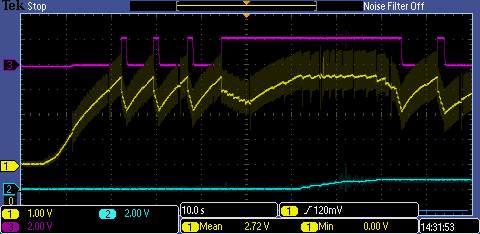 Tek Stop Noise Filter Off
3
1
2
0
1 1.00 V 2 2.00 V 10.0 s 1 120mV
3 2.00 V 1 Mean 2.72 V 1 Min 0.00 V 14:31:53